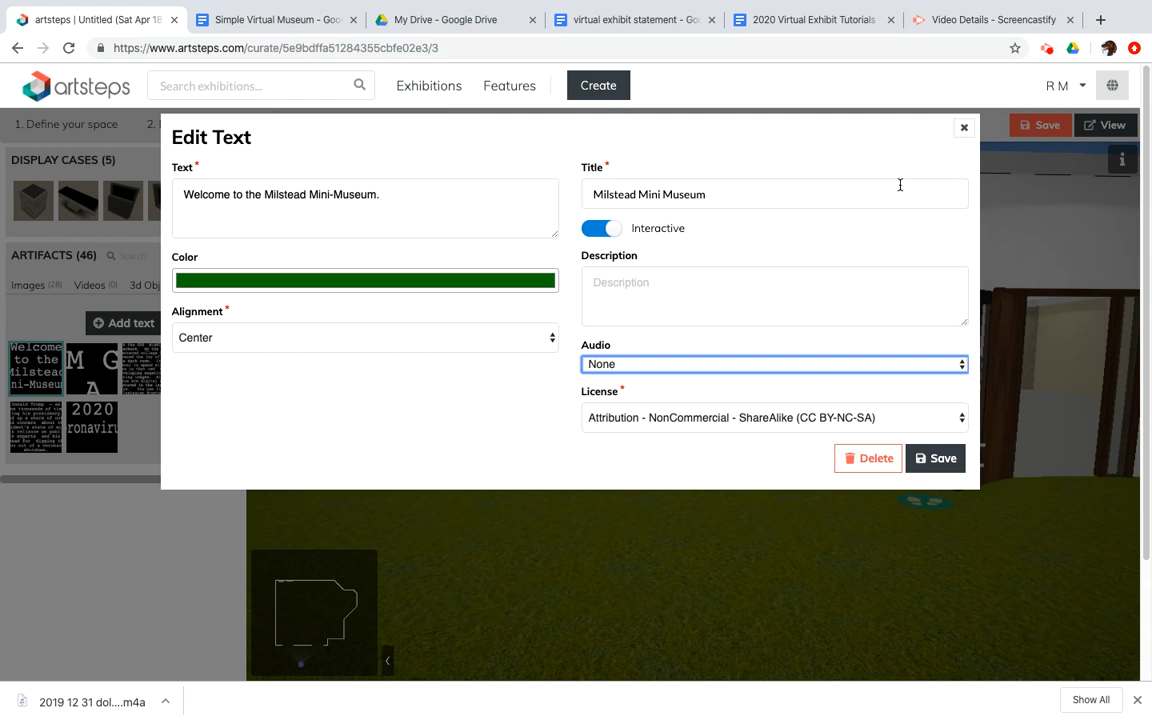 artsteps | Untitled (Sat Apr 18
Simple Virtual Museum - Goo
My Drive - Google Drive
virtual exhibit statement - Go
2020 Virtual Exhibit Tutorials
Video Details - Screencastify
https://www.artsteps.com/curate/5e9bdffa51284355cbfe02e3/3
artsteps
Search exhibitions...
Exhibitions
Features
Create
R M
1. Define your space
2.
Save
View
DISPLAY CASES (5)
ARTIFACTS (46)
Search
Images (28)
Videos (0)
3d Obj
Add text
Welcome
to the
Milstead
ni-Museu
M G
A
2020
ronaviru
Edit Text
Text*
Welcome to the Milstead Mini-Museum.
Color
Alignment*
Center
Title*
Milstead Mini Museum
Interactive
Description
Description
Audio
None
License*
Attribution - NonCommercial - ShareAlike (CC BY-NC-SA)
Delete
Save
2019 12 31 dol....m4a
Show All